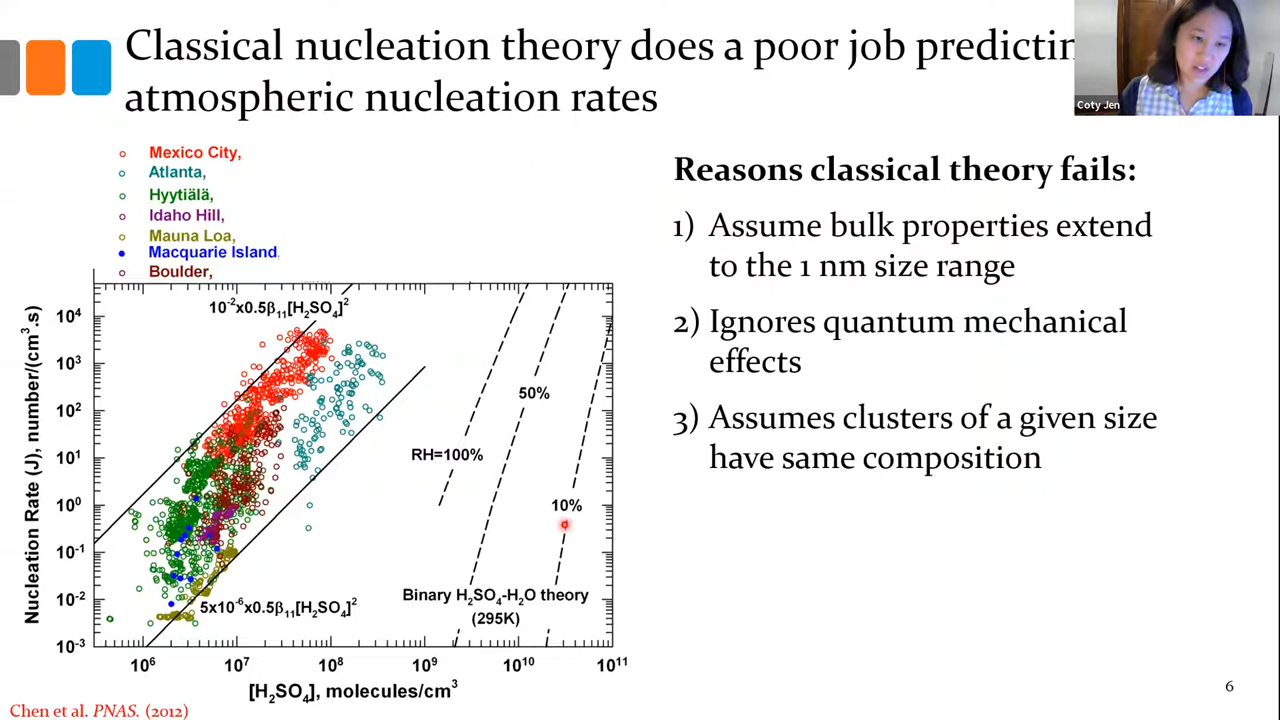 Classical nucleation theory does a poor job predictin
atmospheric nucleation rates
Coty Jen
Mexico City,
Atlanta,
Hyytiälä,
Idaho Hill,
Mauna Loa,
Macquarie Island,
Boulder,
Reasons classical theory fails:
1) Assume bulk properties extend
to the 1 nm size range
2) Ignores quantum mechanical
effects
3) Assumes clusters of a given size
have same composition
Nucleation Rate (J), number/(cm³.s)
10⁴
10³
10²
10¹
10⁰
10⁻¹
10⁻²
10⁻³
10⁻²x0.5β₁₁[H₂SO₄]²
50%
RH=100%
10%
Binary H₂SO₄-H₂O theory
(295K)
5x10⁻⁶x0.5β₁₁[H₂SO₄]²
10⁶ 10⁷ 10⁸ 10⁹ 10¹⁰ 10¹¹
[H₂SO₄], molecules/cm³
Chen et al. PNAS. (2012)
6